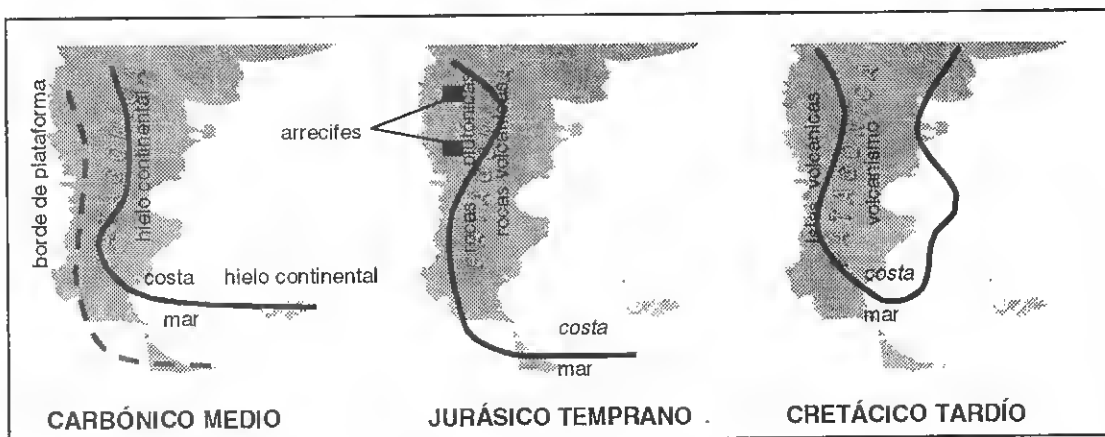 borde de plataforma
hielo continental
costa
hielo continental
mar
CARBÓNICO MEDIO
arrecifes
rocas plutónicas
rocas volcánicas
costa
mar
JURÁSICO TEMPRANO
islas volcánicas
volcanismo
costa
mar
CRETÁCICO TARDÍO